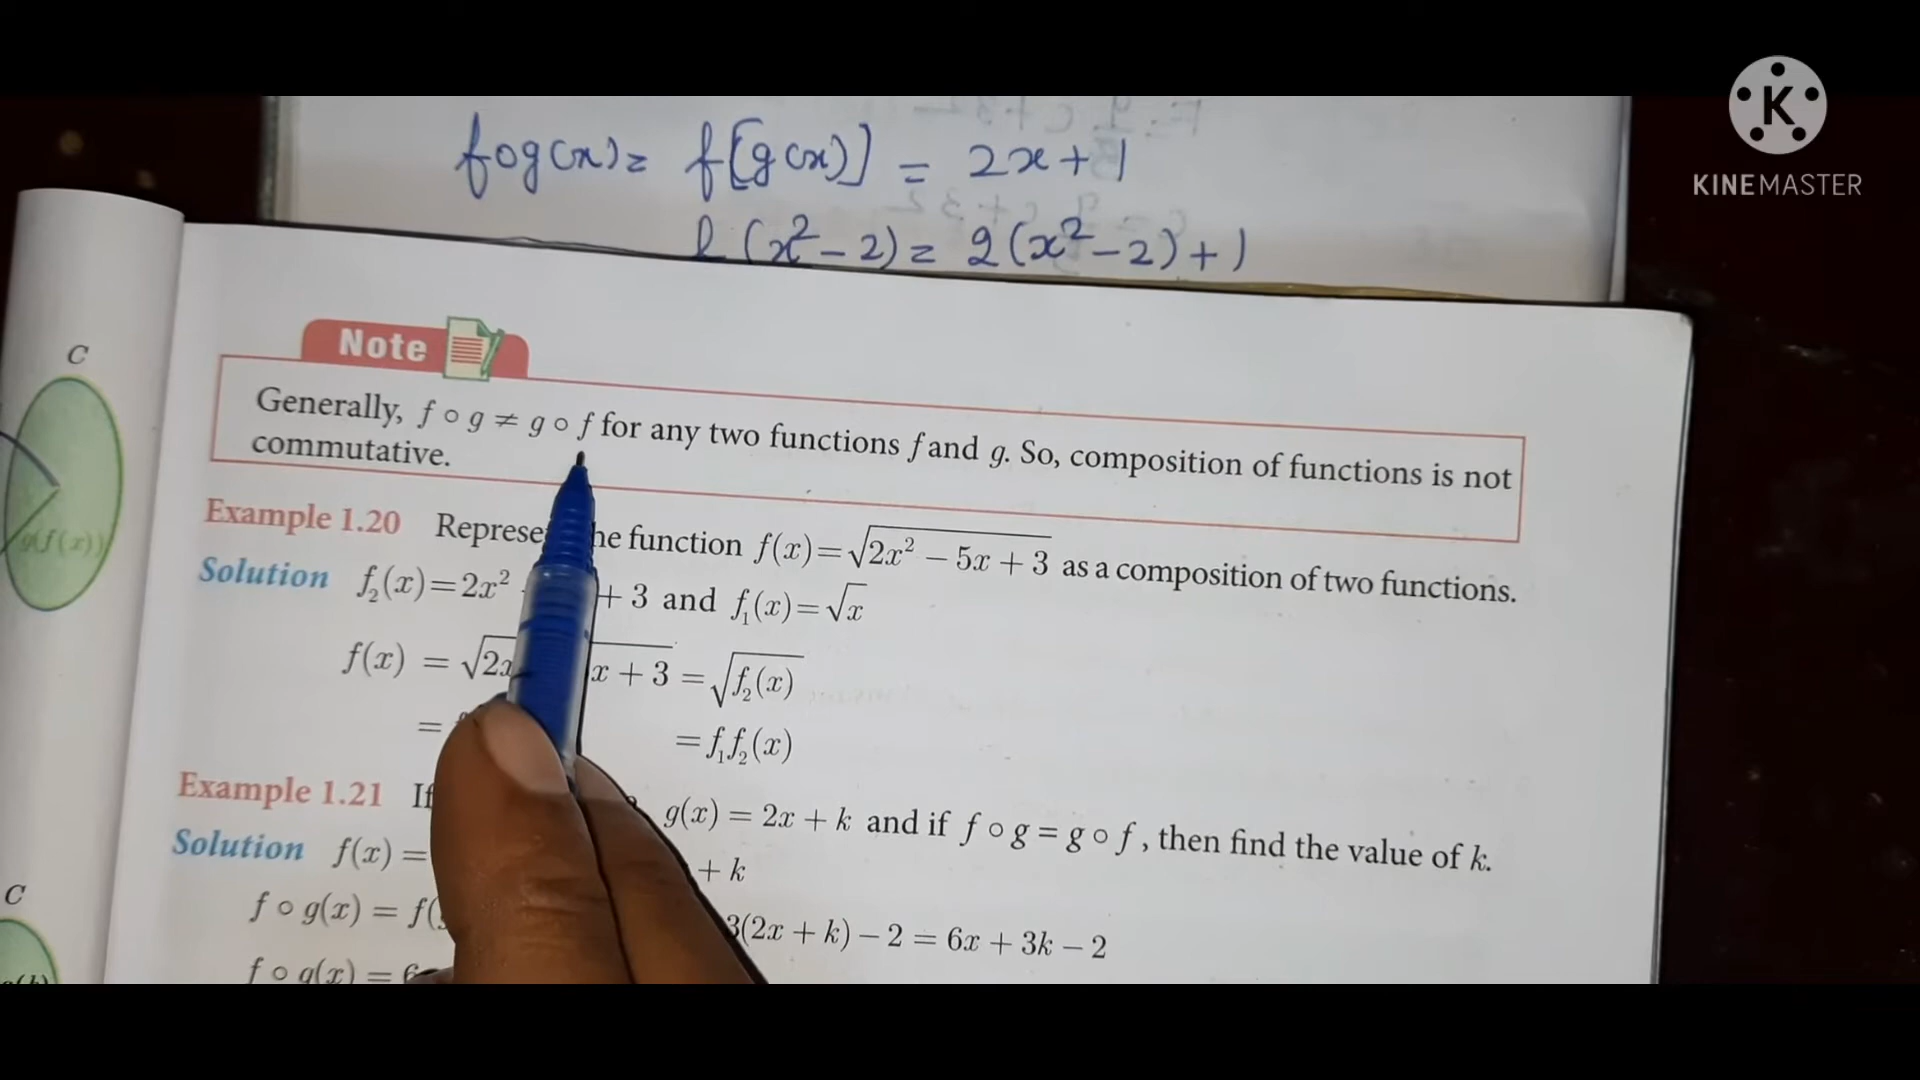 KINEMASTER
fog(x) = f[g(x)] = 2x + 1
f(x² - 2) = 2(x² - 2) + 1
C
g(f(x))
C
Note
Generally, f ∘ g ≠ g ∘ f for any two functions f and g. So, composition of functions is not
commutative.
Example 1.20 Represe he function f(x) = √(2x² − 5x + 3) as a composition of two functions.
Solution f₂(x) = 2x² + 3 and f₁(x) = √x
f(x) = √2x x + 3 = √f₂(x)
= = f₁f₂(x)
Example 1.21 If g(x) = 2x + k and if f ∘ g = g ∘ f, then find the value of k.
Solution f(x) = + k
f ∘ g(x) = f( 3(2x + k) − 2 = 6x + 3k − 2
f ∘ g(x) = 6